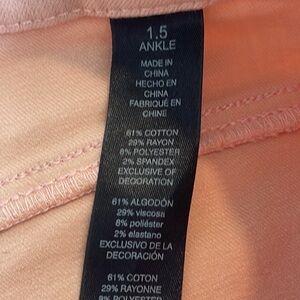 1.5
ANKLE
MADE IN
CHINA
HECHO EN
CHINA
FABRIQUÉ EN
CHINE
61% COTTON
29% RAYON
8% POLYESTER
2% SPANDEX
EXCLUSIVE OF
DECORATION
61% ALGODÓN
29% viscosa
8% poliéster
2% elastano
EXCLUSIVO DE LA
DECORACIÓN
61% COTON
29% RAYONNE
8% POLYESTER